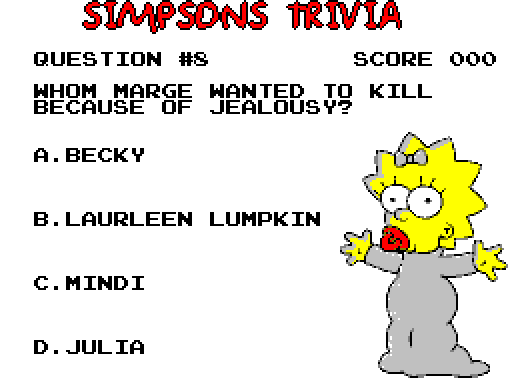 SIMPSONS TRIVIA
QUESTION #8 SCORE 000
WHOM MARGE WANTED TO KILL
BECAUSE OF JEALOUSY?
A.BECKY
B.LAURLEEN LUMPKIN
C.MINDI
D.JULIA